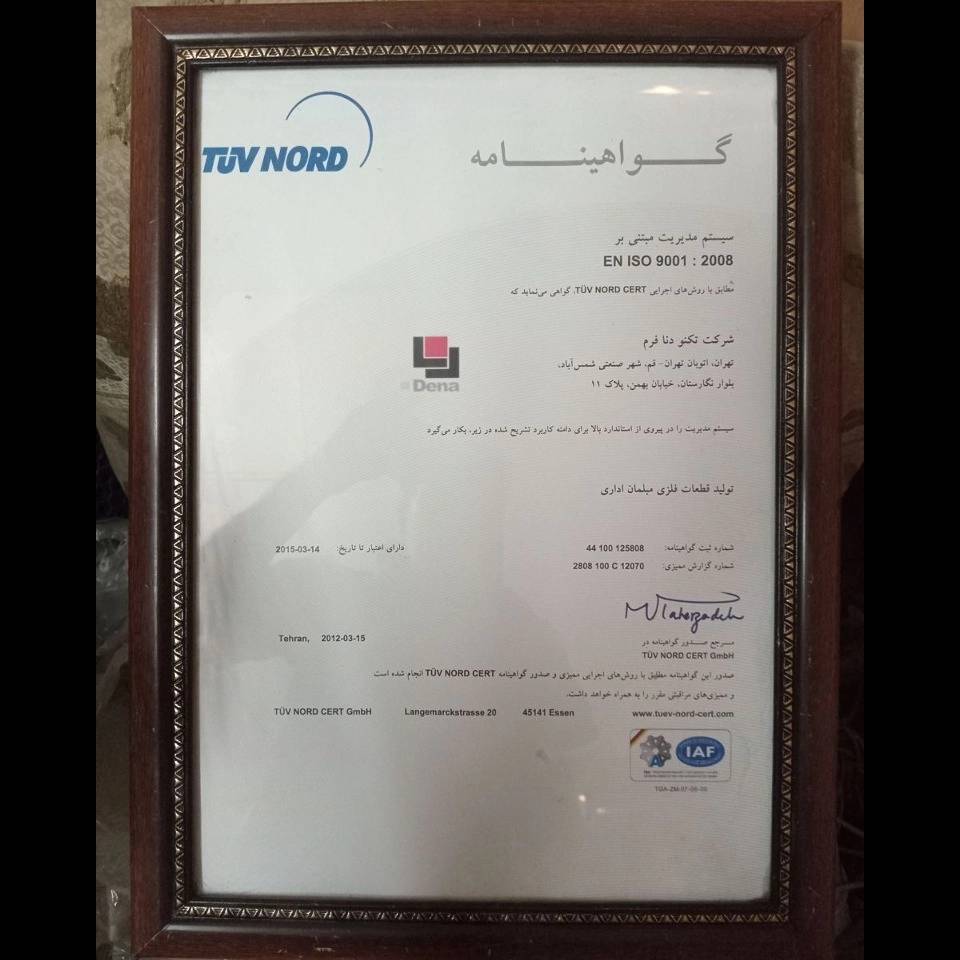 TÜV NORD
گواهینامه
سیستم مدیریت مبتنی بر
EN ISO 9001 : 2008
مطابق با روش‌های اجرایی TÜV NORD CERT، گواهی می‌نماید که
شرکت تکنو دنا فرم
تهران، اتوبان تهران - قم، شهر صنعتی شمس‌آباد،
بلوار نگارستان، خیابان بهمن، پلاک ۱۱
Dena
سیستم مدیریت را در پیروی از استاندارد بالا برای دامنه کاربرد تشریح شده در زیر، بکار می‌گیرد
تولید قطعات فلزی مبلمان اداری
شماره ثبت گواهینامه: 44 100 125808 دارای اعتبار تا تاریخ: 2015-03-14
شماره گزارش ممیزی: 2808 100 C 12070
مرجع صدور گواهینامه در
Tehran, 2012-03-15
TÜV NORD CERT GmbH
صدور این گواهینامه مطابق با روش‌های اجرایی ممیزی و صدور گواهینامه TÜV NORD CERT انجام شده است
و ممیزی‌های مراقبتی مقرر را به همراه خواهد داشت.
TÜV NORD CERT GmbH Langemarckstrasse 20 45141 Essen www.tuev-nord-cert.com
IAF
TGA-ZM-07-06-00